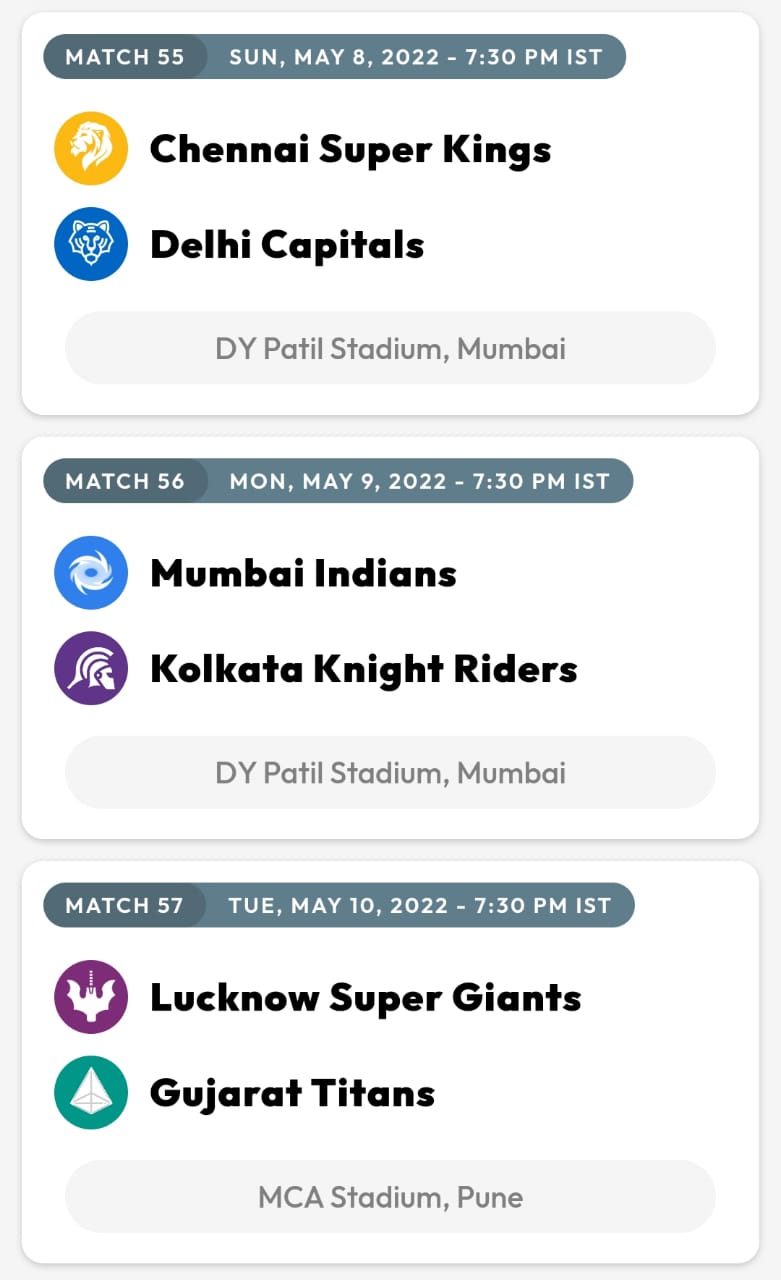 MATCH 55 SUN, MAY 8, 2022 - 7:30 PM IST
Chennai Super Kings
Delhi Capitals
DY Patil Stadium, Mumbai
MATCH 56 MON, MAY 9, 2022 - 7:30 PM IST
Mumbai Indians
Kolkata Knight Riders
DY Patil Stadium, Mumbai
MATCH 57 TUE, MAY 10, 2022 - 7:30 PM IST
Lucknow Super Giants
Gujarat Titans
MCA Stadium, Pune